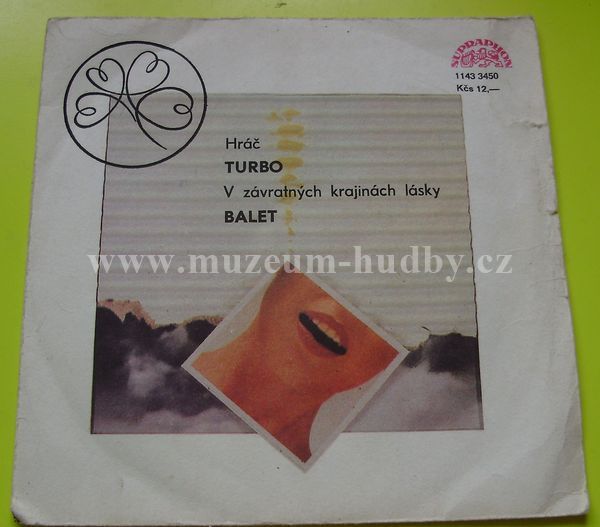 SUPRAPHON
1143 3450
Kčs 12,—
Hráč
TURBO
V závratných krajinách lásky
BALET
www.muzeum-hudby.cz